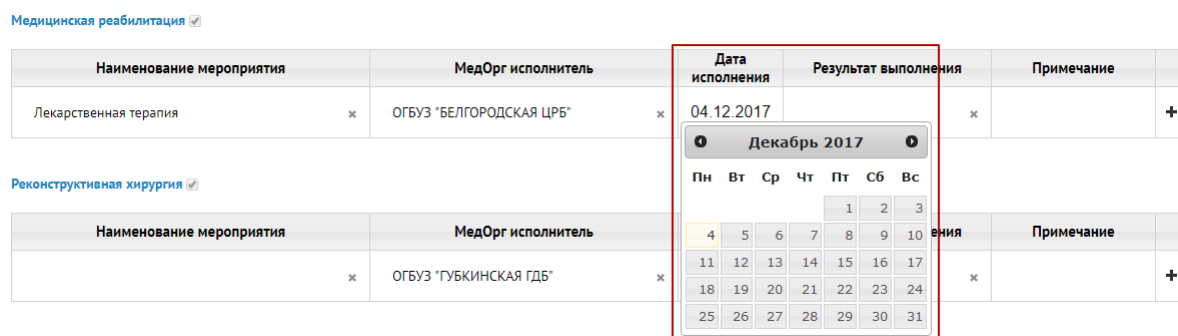 Медицинская реабилитация
Наименование мероприятия МедОрг исполнитель Дата исполнения Результат выполнения Примечание
Лекарственная терапия × ОГБУЗ "БЕЛГОРОДСКАЯ ЦРБ" × 04.12.2017 × +
Декабрь 2017
Пн Вт Ср Чт Пт Сб Вс
1 2 3
4 5 6 7 8 9 10
11 12 13 14 15 16 17
18 19 20 21 22 23 24
25 26 27 28 29 30 31
Реконструктивная хирургия
Наименование мероприятия МедОрг исполнитель ения Примечание
× ОГБУЗ "ГУБКИНСКАЯ ГДБ" × × +